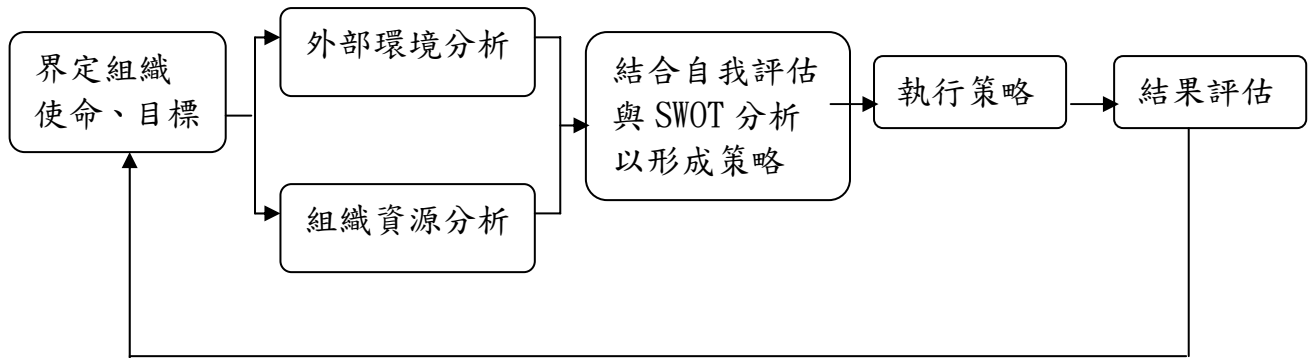 界定組織
使命、目標
外部環境分析
組織資源分析
結合自我評估
與 SWOT 分析
以形成策略
執行策略
結果評估